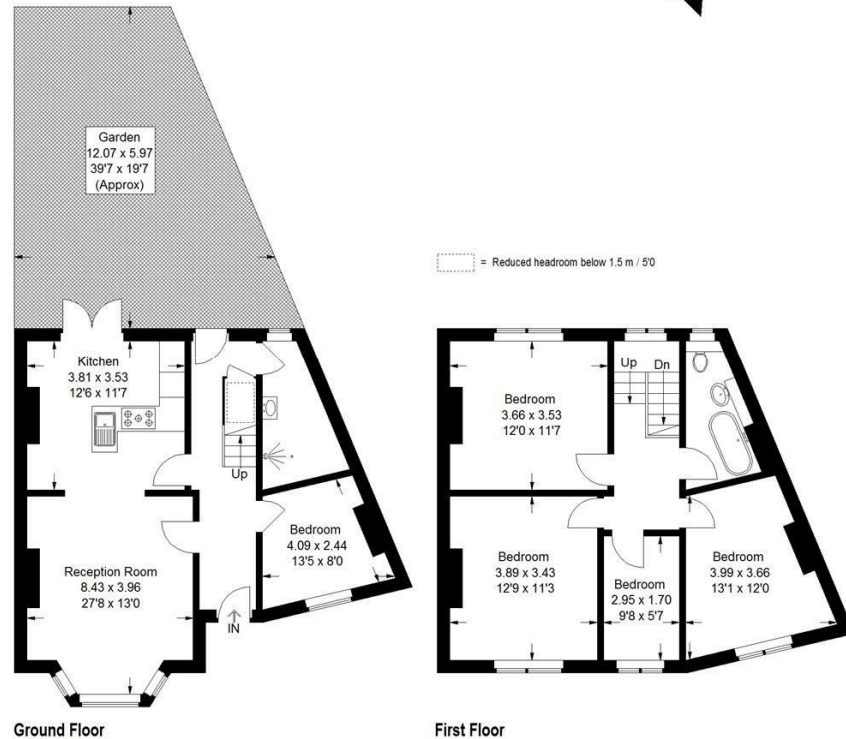 Garden
12.07 x 5.97
39'7 x 19'7
(Approx)
= Reduced headroom below 1.5 m / 5'0
Kitchen
3.81 x 3.53
12'6 x 11'7
Up
Bedroom
4.09 x 2.44
13'5 x 8'0
Reception Room
8.43 x 3.96
27'8 x 13'0
IN
Ground Floor
Up
Dn
Bedroom
3.66 x 3.53
12'0 x 11'7
Bedroom
3.89 x 3.43
12'9 x 11'3
Bedroom
2.95 x 1.70
9'8 x 5'7
Bedroom
3.99 x 3.66
13'1 x 12'0
First Floor